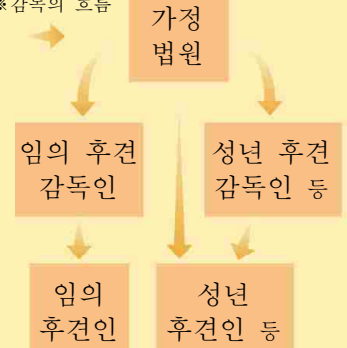 ※감독의 흐름
가정
법원
임의 후견
감독인
성년 후견
감독인 등
임의
후견인
성년
후견인 등